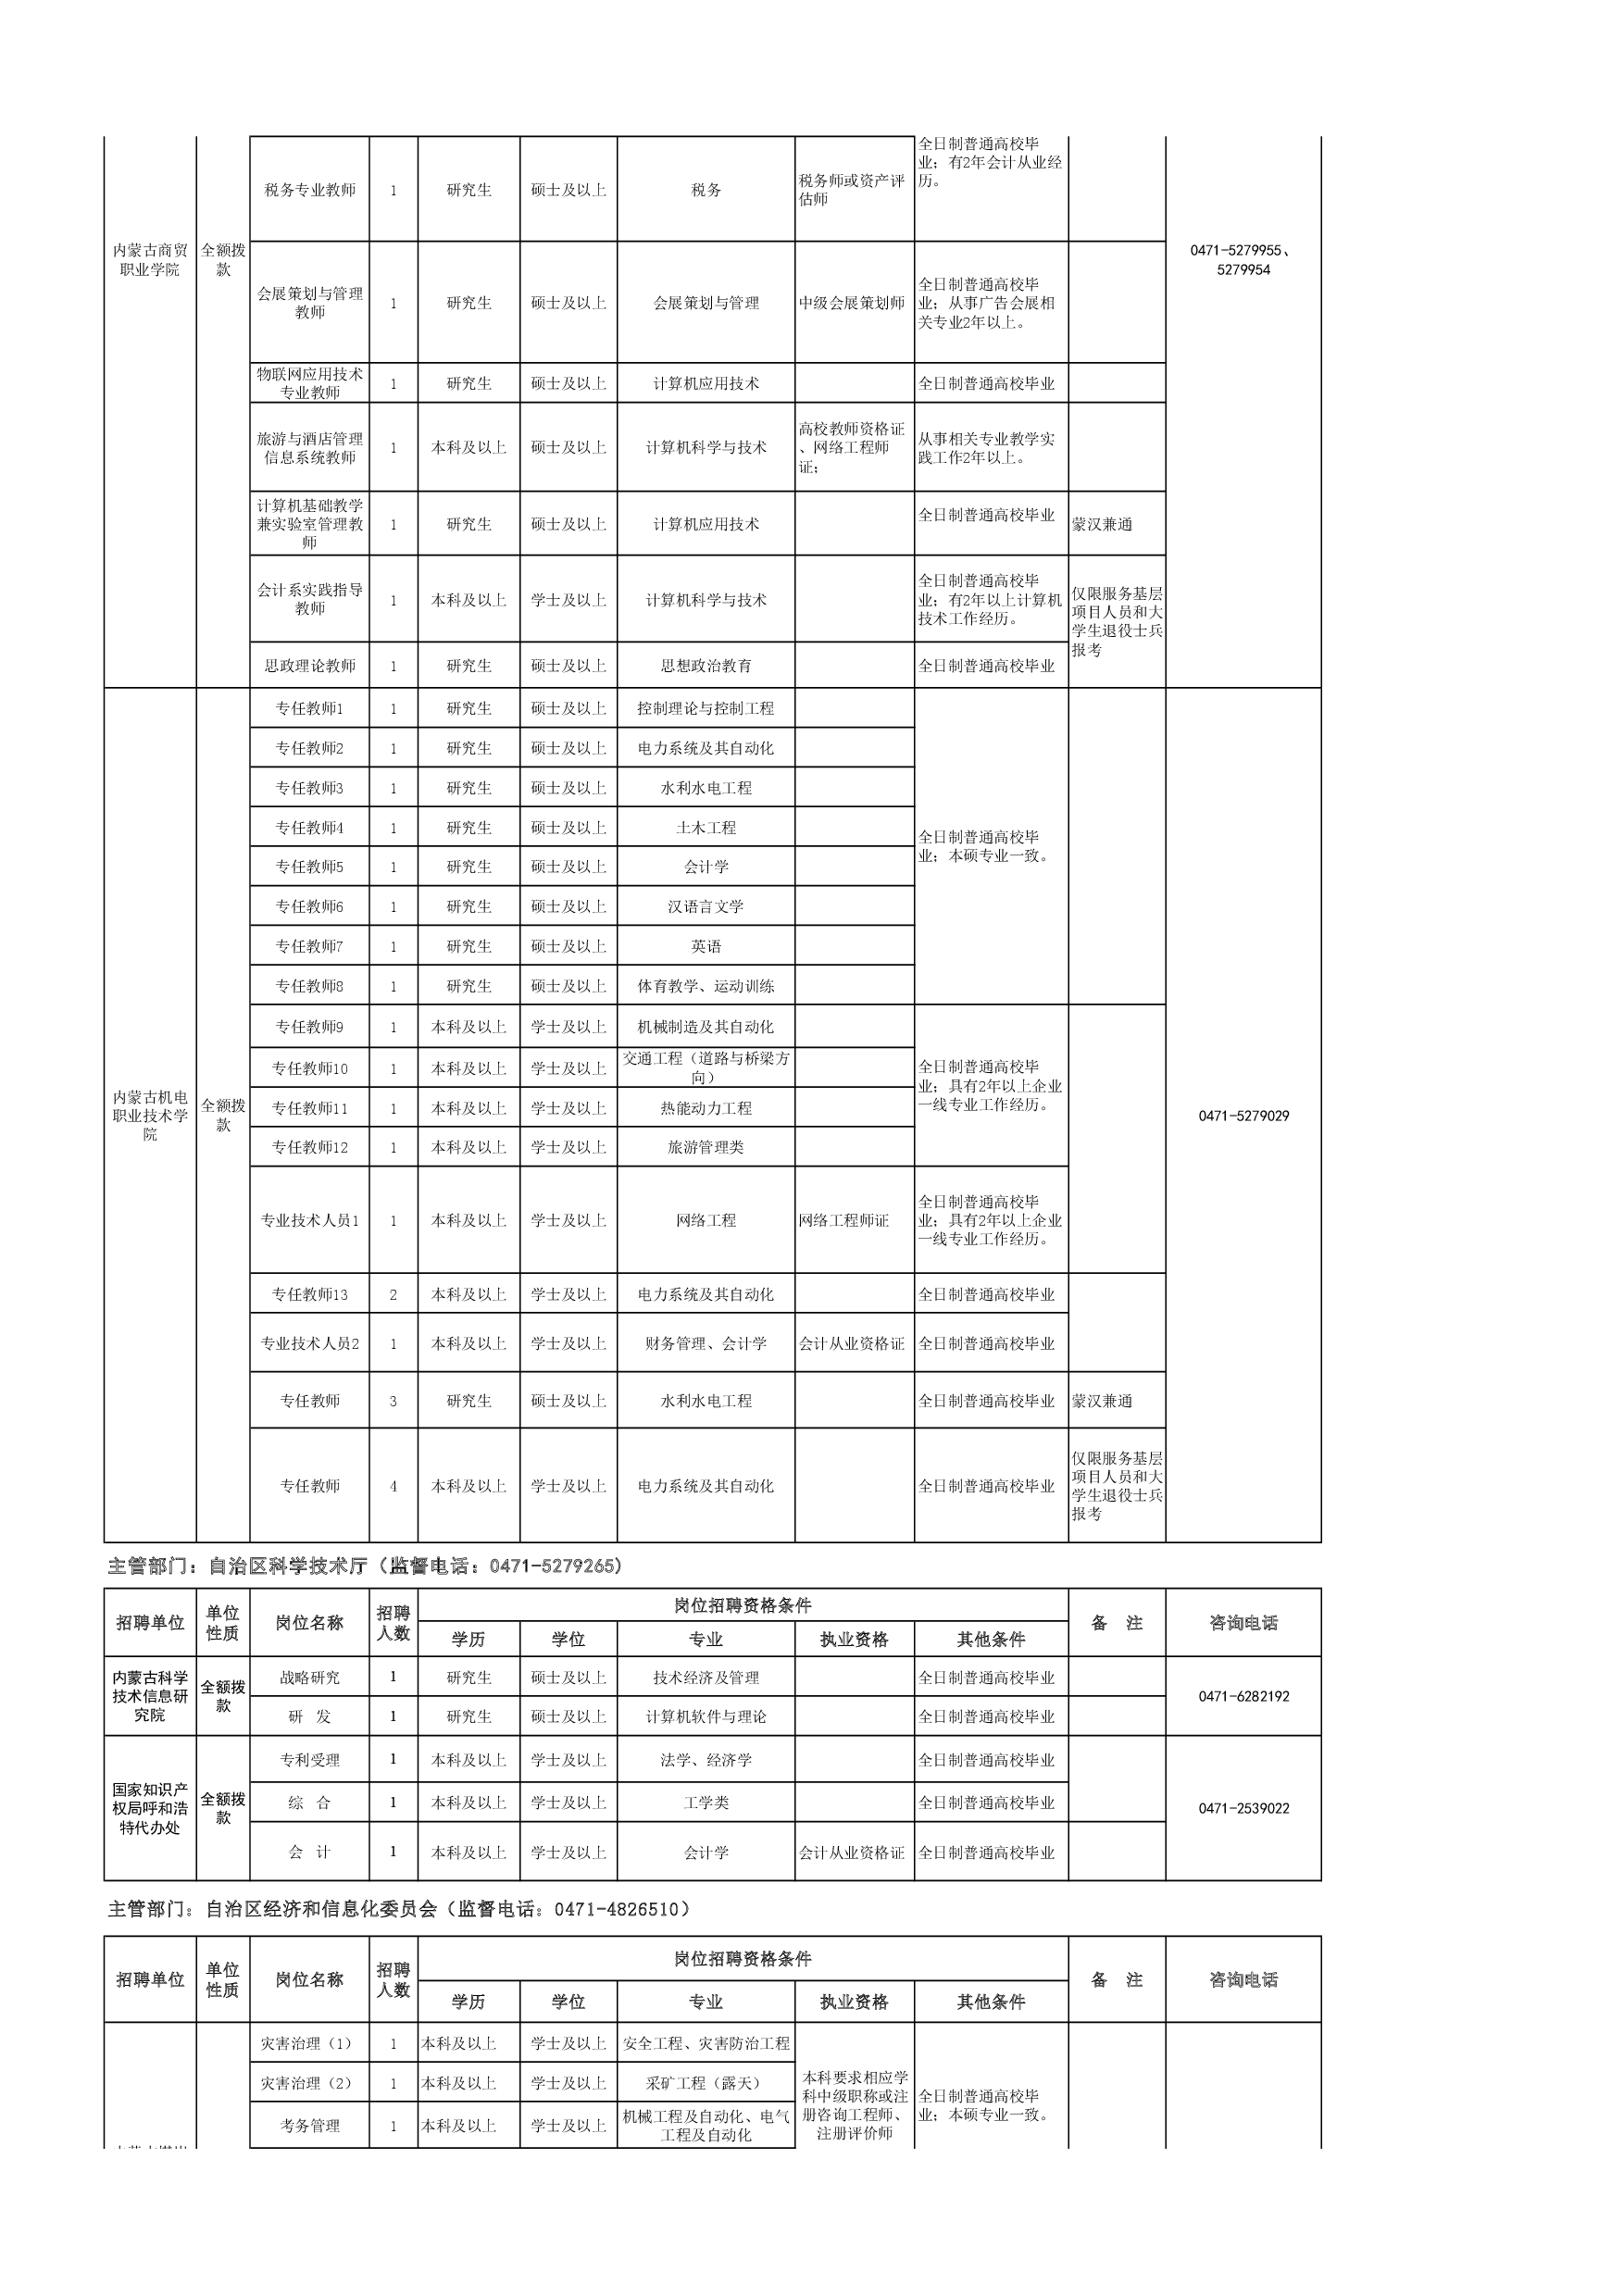 内蒙古商贸职业学院 全额拨款 税务专业教师 1 研究生 硕士及以上 税务 税务师或资产评估师 全日制普通高校毕业；有2年会计从业经历。 0471-5279955、5279954
会展策划与管理教师 1 研究生 硕士及以上 会展策划与管理 中级会展策划师 全日制普通高校毕业；从事广告会展相关专业2年以上。
物联网应用技术专业教师 1 研究生 硕士及以上 计算机应用技术 全日制普通高校毕业
旅游与酒店管理信息系统教师 1 本科及以上 硕士及以上 计算机科学与技术 高校教师资格证、网络工程师证； 从事相关专业教学实践工作2年以上。
计算机基础教学兼实验室管理教师 1 研究生 硕士及以上 计算机应用技术 全日制普通高校毕业 蒙汉兼通
会计系实践指导教师 1 本科及以上 学士及以上 计算机科学与技术 全日制普通高校毕业；有2年以上计算机技术工作经历。 仅限服务基层项目人员和大学生退役士兵报考
思政理论教师 1 研究生 硕士及以上 思想政治教育 全日制普通高校毕业
内蒙古机电职业技术学院 全额拨款 专任教师1 1 研究生 硕士及以上 控制理论与控制工程 全日制普通高校毕业；本硕专业一致。 0471-5279029
专任教师2 1 研究生 硕士及以上 电力系统及其自动化
专任教师3 1 研究生 硕士及以上 水利水电工程
专任教师4 1 研究生 硕士及以上 土木工程
专任教师5 1 研究生 硕士及以上 会计学
专任教师6 1 研究生 硕士及以上 汉语言文学
专任教师7 1 研究生 硕士及以上 英语
专任教师8 1 研究生 硕士及以上 体育教学、运动训练
专任教师9 1 本科及以上 学士及以上 机械制造及其自动化 全日制普通高校毕业；具有2年以上企业一线专业工作经历。
专任教师10 1 本科及以上 学士及以上 交通工程（道路与桥梁方向）
专任教师11 1 本科及以上 学士及以上 热能动力工程
专任教师12 1 本科及以上 学士及以上 旅游管理类
专业技术人员1 1 本科及以上 学士及以上 网络工程 网络工程师证 全日制普通高校毕业；具有2年以上企业一线专业工作经历。
专任教师13 2 本科及以上 学士及以上 电力系统及其自动化 全日制普通高校毕业
专业技术人员2 1 本科及以上 学士及以上 财务管理、会计学 会计从业资格证 全日制普通高校毕业
专任教师 3 研究生 硕士及以上 水利水电工程 全日制普通高校毕业 蒙汉兼通
专任教师 4 本科及以上 学士及以上 电力系统及其自动化 全日制普通高校毕业 仅限服务基层项目人员和大学生退役士兵报考
主管部门：自治区科学技术厅（监督电话：0471-5279265）
招聘单位 单位性质 岗位名称 招聘人数 岗位招聘资格条件 备 注 咨询电话
学历 学位 专业 执业资格 其他条件
内蒙古科学技术信息研究院 全额拨款 战略研究 1 研究生 硕士及以上 技术经济及管理 全日制普通高校毕业 0471-6282192
研 发 1 研究生 硕士及以上 计算机软件与理论 全日制普通高校毕业
国家知识产权局呼和浩特代办处 全额拨款 专利受理 1 本科及以上 学士及以上 法学、经济学 全日制普通高校毕业 0471-2539022
综 合 1 本科及以上 学士及以上 工学类 全日制普通高校毕业
会 计 1 本科及以上 学士及以上 会计学 会计从业资格证 全日制普通高校毕业
主管部门：自治区经济和信息化委员会（监督电话：0471-4826510）
招聘单位 单位性质 岗位名称 招聘人数 岗位招聘资格条件 备 注 咨询电话
学历 学位 专业 执业资格 其他条件
灾害治理（1） 1 本科及以上 学士及以上 安全工程、灾害防治工程 本科要求相应学科中级职称或注册咨询工程师、注册评价师 全日制普通高校毕业；本硕专业一致。
灾害治理（2） 1 本科及以上 学士及以上 采矿工程（露天）
考务管理 1 本科及以上 学士及以上 机械工程及自动化、电气工程及自动化